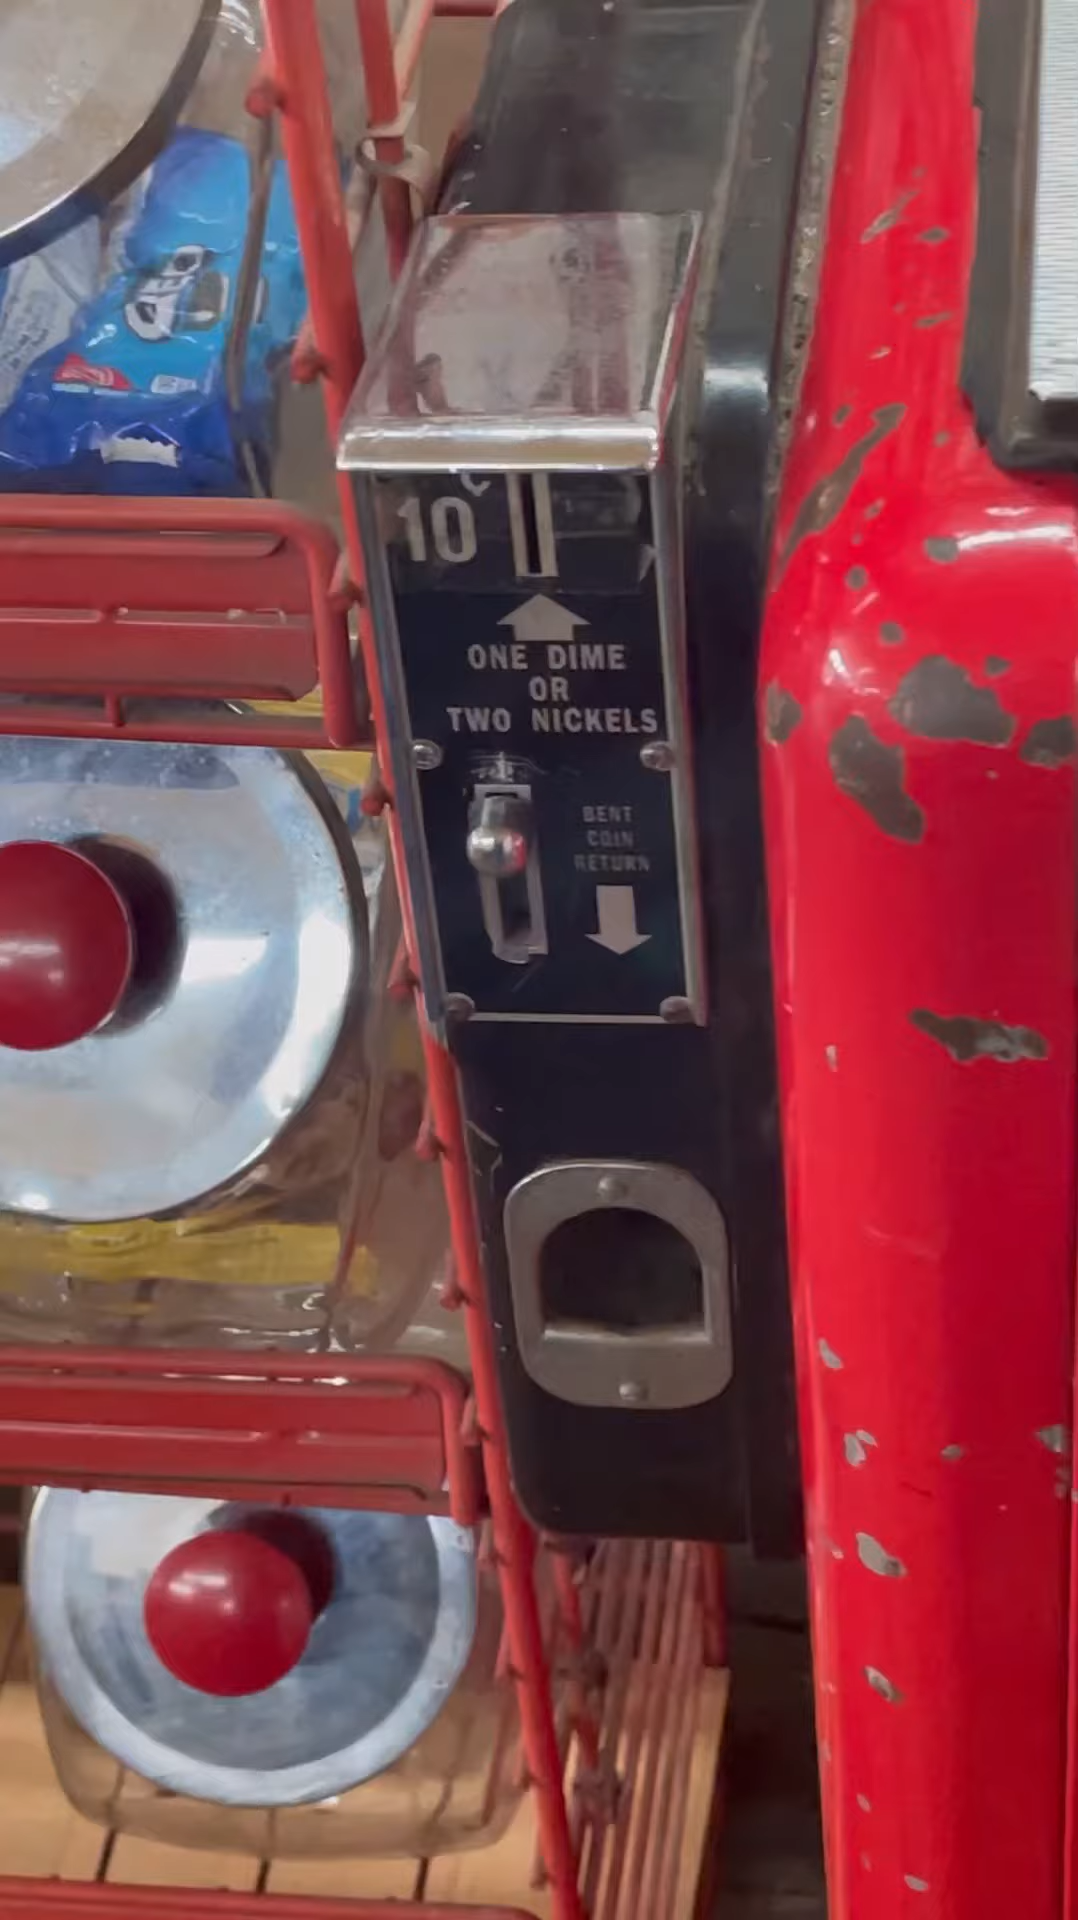 10¢
ONE DIME
OR
TWO NICKELS
BENT
COIN
RETURN